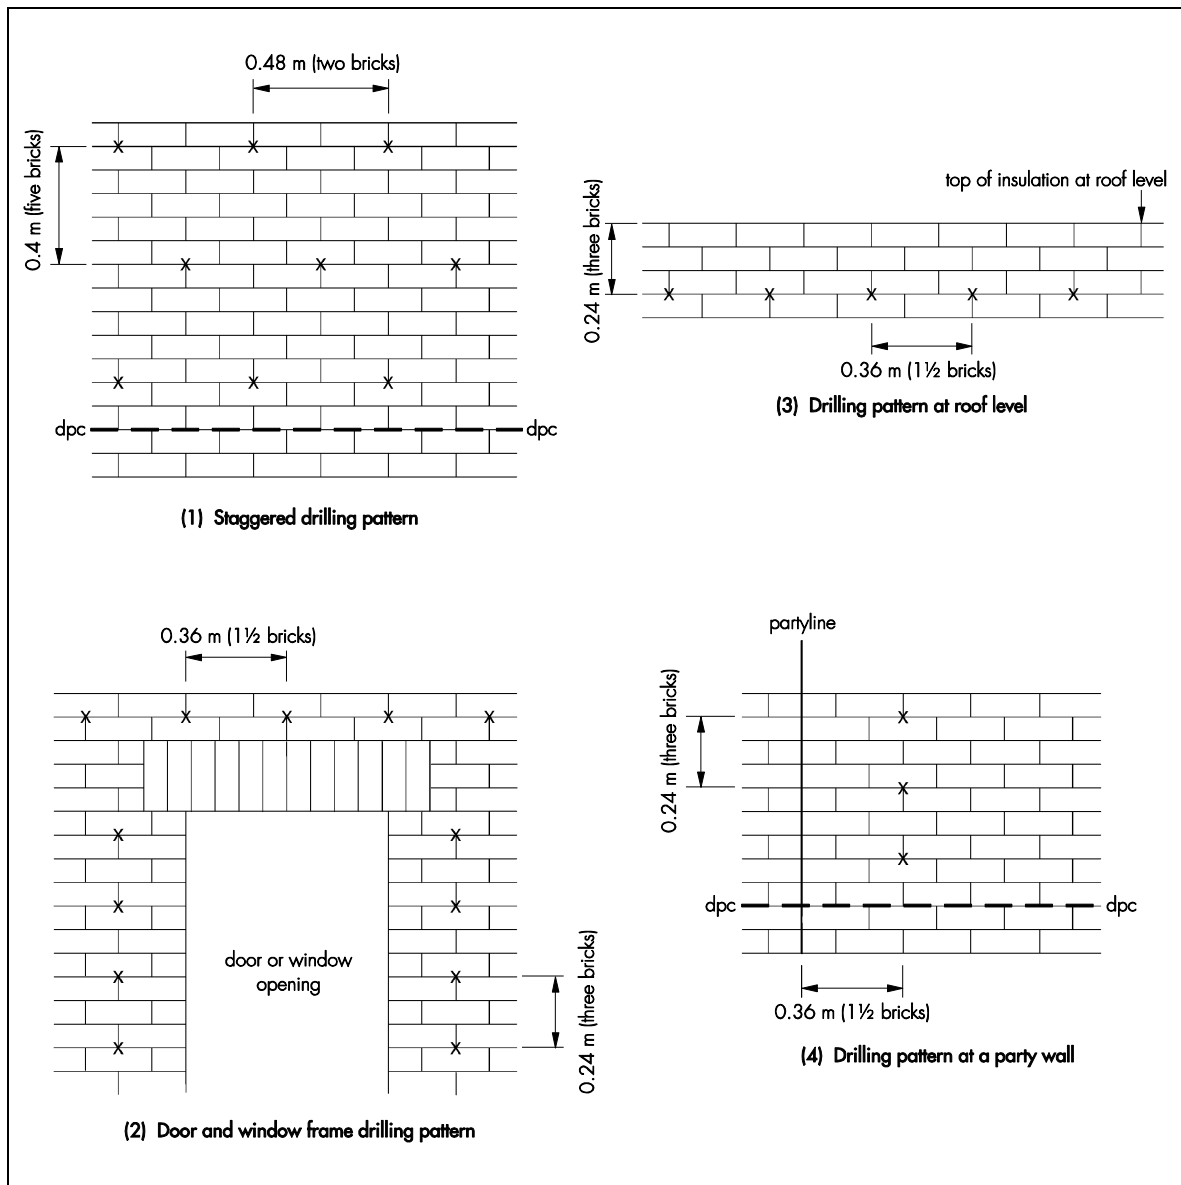 0.48 m (two bricks)
0.4 m (five bricks)
X X X
X X X
X X X
dpc dpc
(1) Staggered drilling pattern
top of insulation at roof level
0.24 m (three bricks)
X X X X X
0.36 m (1½ bricks)
(3) Drilling pattern at roof level
0.36 m (1½ bricks)
X X X X X
X X
X X
door or window
opening
X X
X X
0.24 m (three bricks)
(2) Door and window frame drilling pattern
partyline
0.24 m (three bricks)
X
X
X
dpc dpc
0.36 m (1½ bricks)
(4) Drilling pattern at a party wall